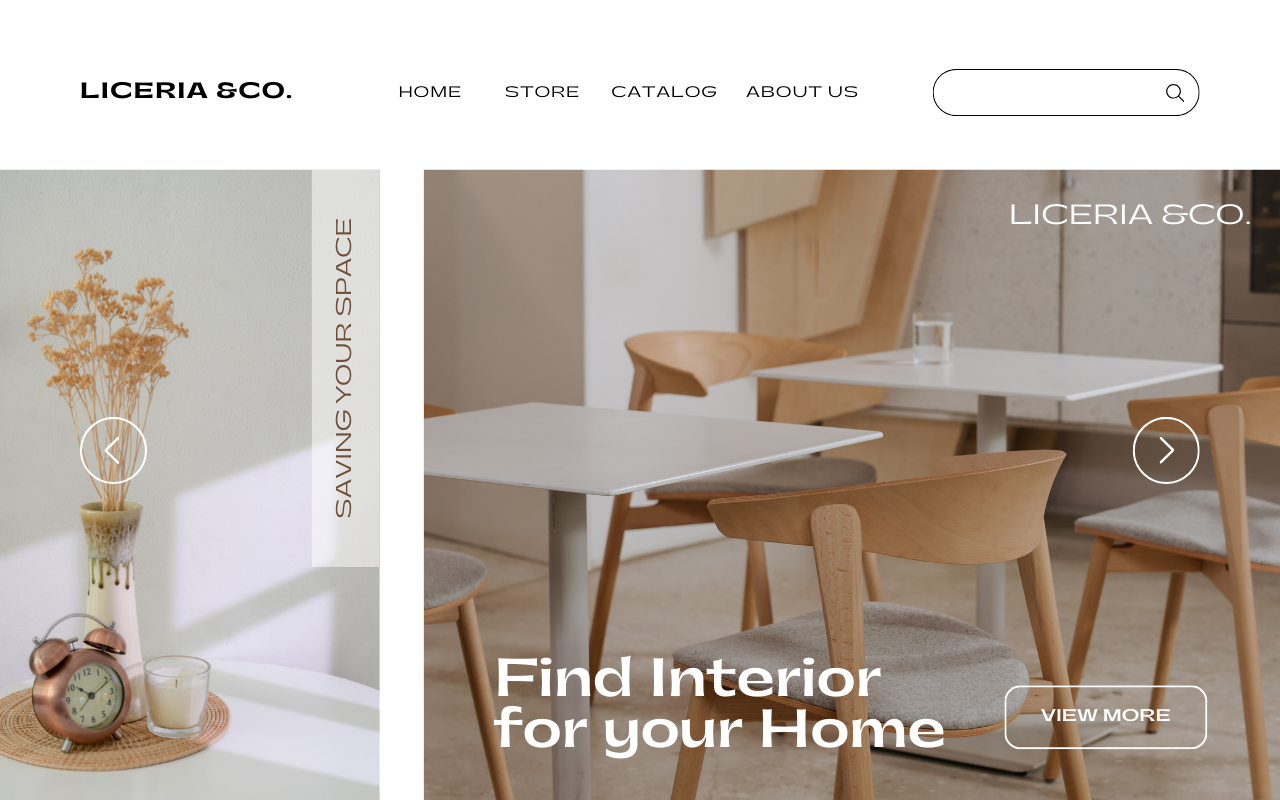 LICERIA &CO.
HOME
STORE
CATALOG
ABOUT US
SAVING YOUR SPACE
LICERIA &CO.
Find Interior
for your Home
VIEW MORE